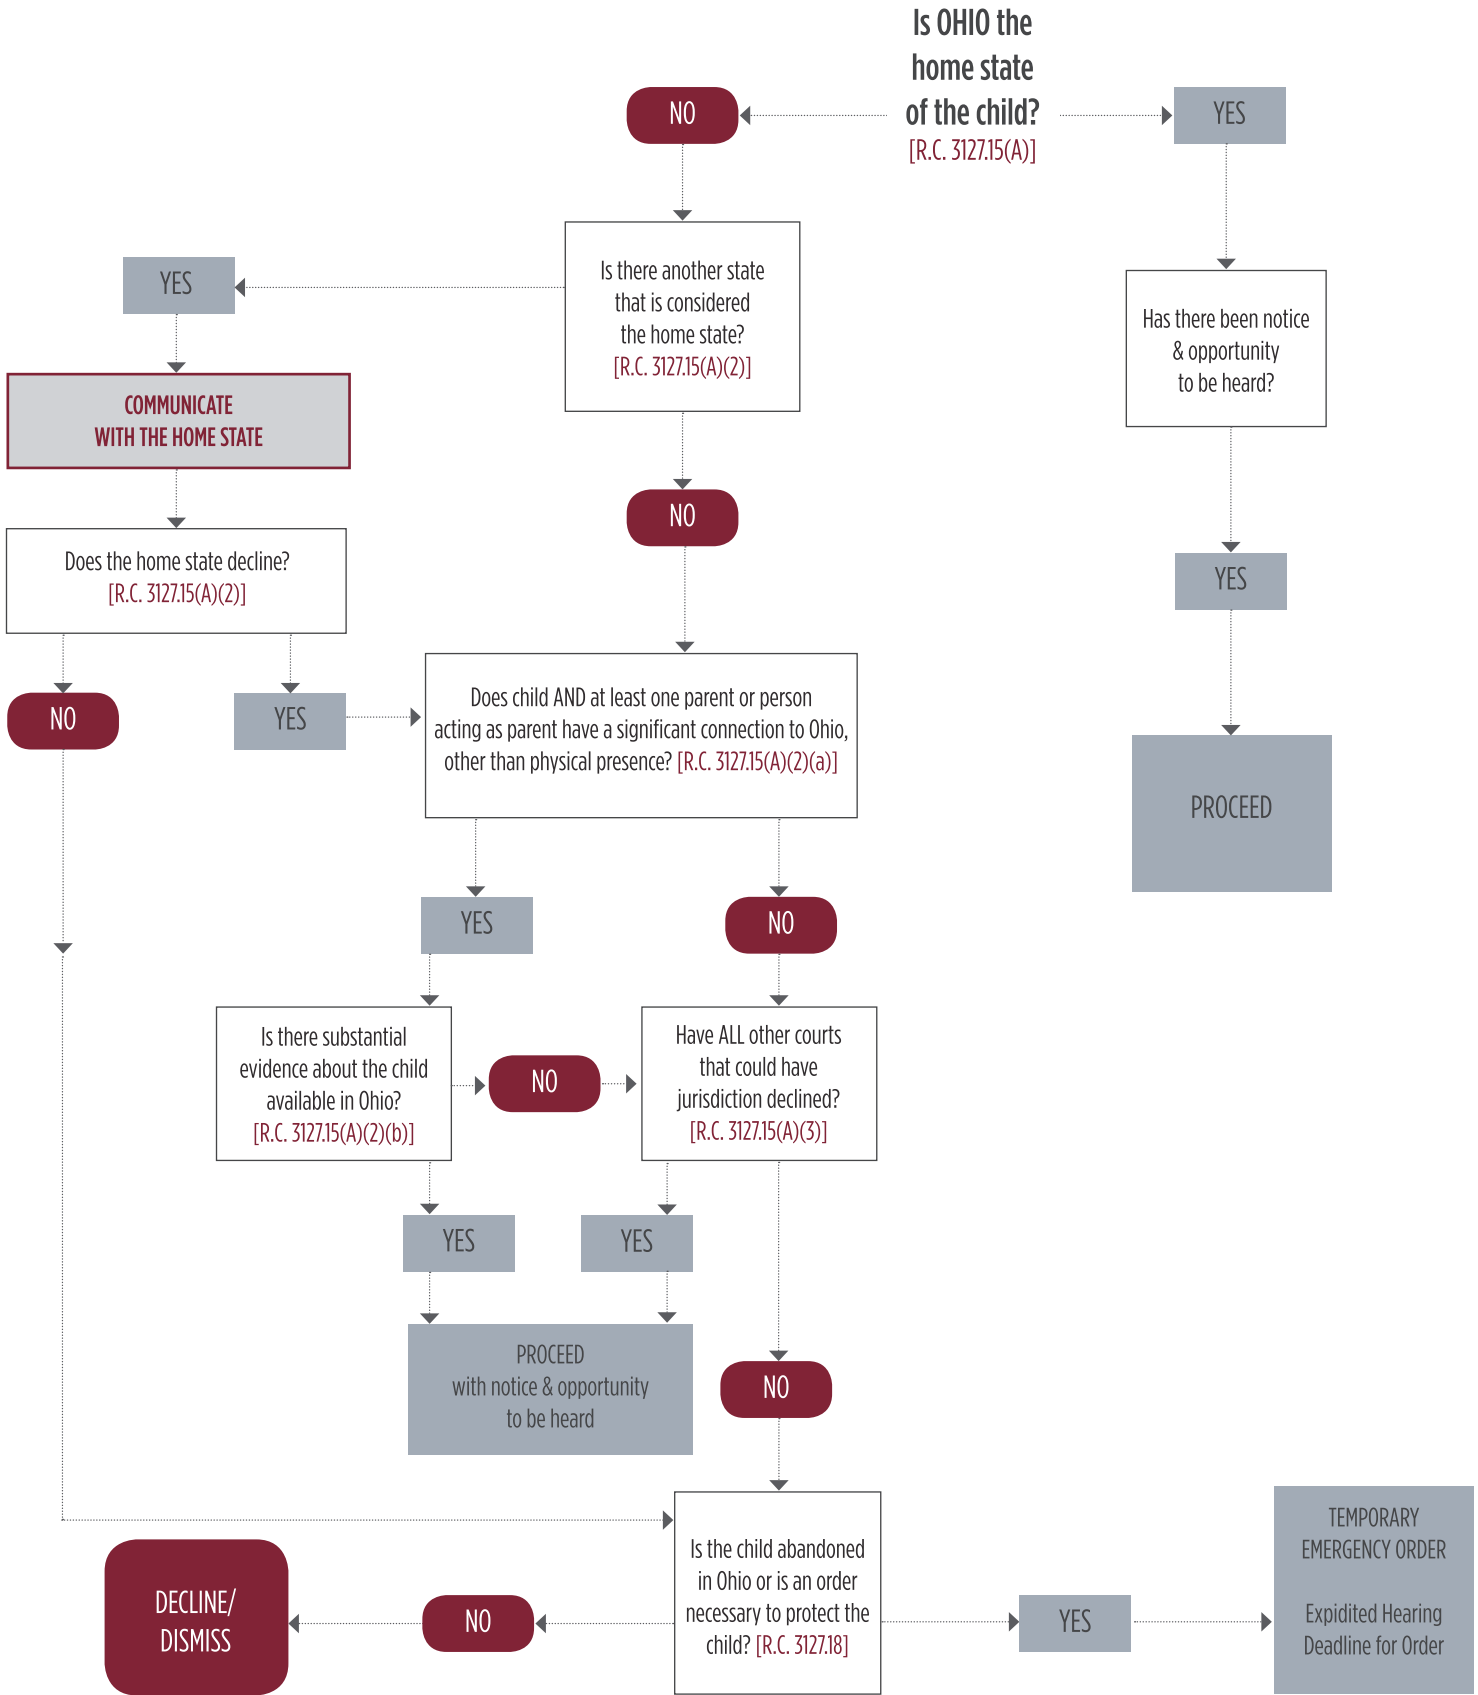 Is OHIO the
home state
of the child?
[R.C. 3127.15(A)]
NO
YES
Is there another state
that is considered
the home state?
[R.C. 3127.15(A)(2)]
YES
Has there been notice
& opportunity
to be heard?
COMMUNICATE
WITH THE HOME STATE
NO
Does the home state decline?
[R.C. 3127.15(A)(2)]
YES
NO
YES
Does child AND at least one parent or person
acting as parent have a significant connection to Ohio,
other than physical presence? [R.C. 3127.15(A)(2)(a)]
PROCEED
YES
NO
Is there substantial
evidence about the child
available in Ohio?
[R.C. 3127.15(A)(2)(b)]
NO
Have ALL other courts
that could have
jurisdiction declined?
[R.C. 3127.15(A)(3)]
YES
YES
PROCEED
with notice & opportunity
to be heard
NO
Is the child abandoned
in Ohio or is an order
necessary to protect the
child? [R.C. 3127.18]
DECLINE/
DISMISS
NO
YES
TEMPORARY
EMERGENCY ORDER
Expidited Hearing
Deadline for Order